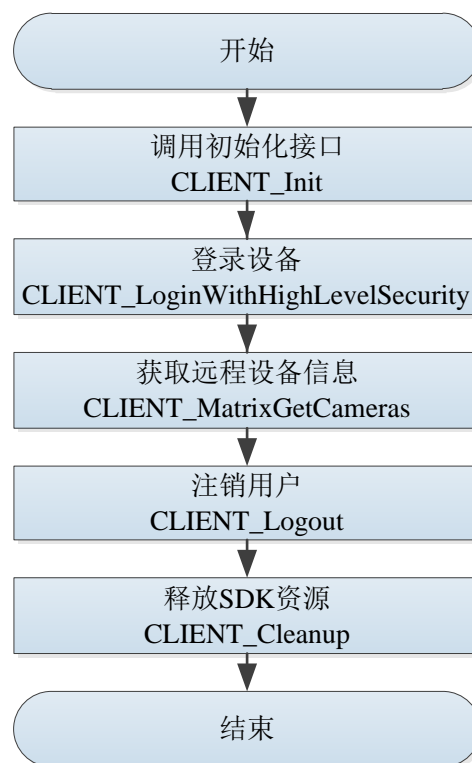 开始
调用初始化接口
CLIENT_Init
登录设备
CLIENT_LoginWithHighLevelSecurity
获取远程设备信息
CLIENT_MatrixGetCameras
注销用户
CLIENT_Logout
释放SDK资源
CLIENT_Cleanup
结束